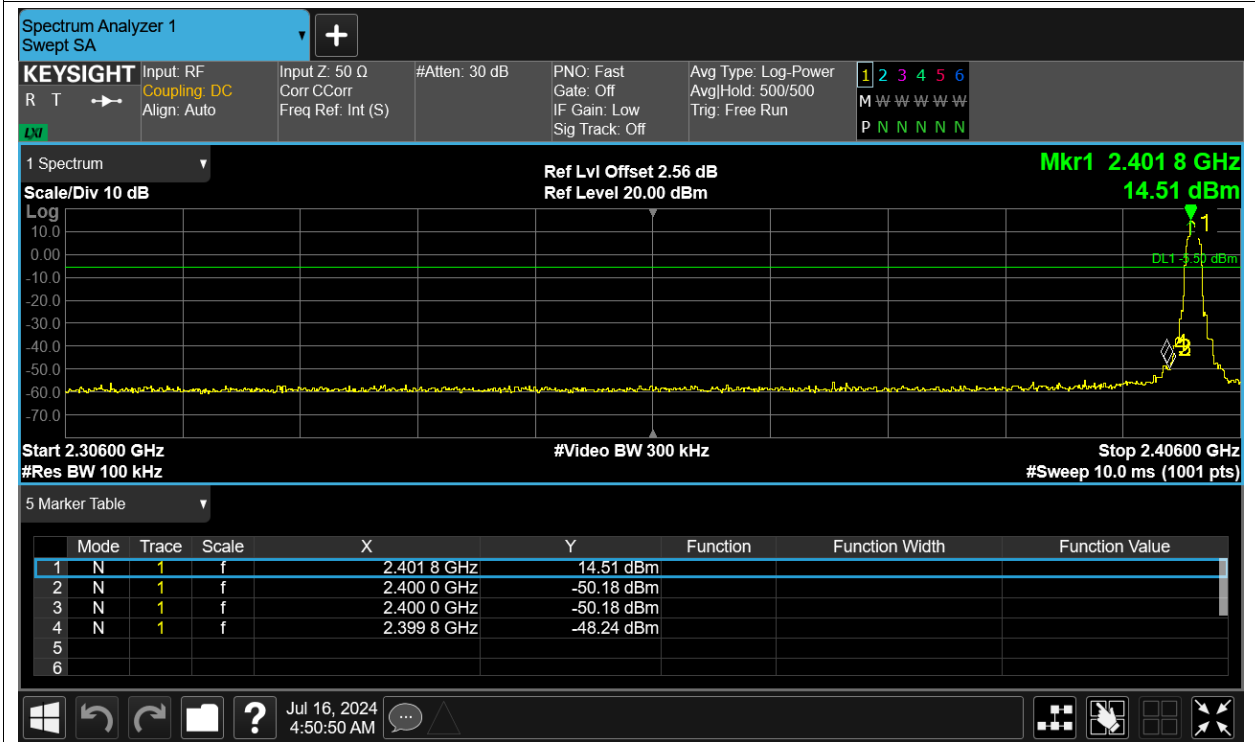 Spectrum Analyzer 1
Swept SA
+
KEYSIGHT Input: RF Input Z: 50 Ω #Atten: 30 dB PNO: Fast Avg Type: Log-Power 1 2 3 4 5 6
R T Coupling: DC Corr CCorr Gate: Off Avg|Hold: 500/500 M W W W W W
Align: Auto Freq Ref: Int (S) IF Gain: Low Trig: Free Run
LXI Sig Track: Off P N N N N N
1 Spectrum Ref Lvl Offset 2.56 dB Mkr1 2.401 8 GHz
Scale/Div 10 dB Ref Level 20.00 dBm 14.51 dBm
Log
1
10.0
0.00
DL1 -5.50 dBm
-10.0
-20.0
-30.0
-40.0
-50.0
-60.0
-70.0
Start 2.30600 GHz #Video BW 300 kHz Stop 2.40600 GHz
#Res BW 100 kHz #Sweep 10.0 ms (1001 pts)
5 Marker Table
Mode Trace Scale X Y Function Function Width Function Value
1 N 1 f 2.401 8 GHz 14.51 dBm
2 N 1 f 2.400 0 GHz -50.18 dBm
3 N 1 f 2.400 0 GHz -50.18 dBm
4 N 1 f 2.399 8 GHz -48.24 dBm
5
6
? Jul 16, 2024
4:50:50 AM